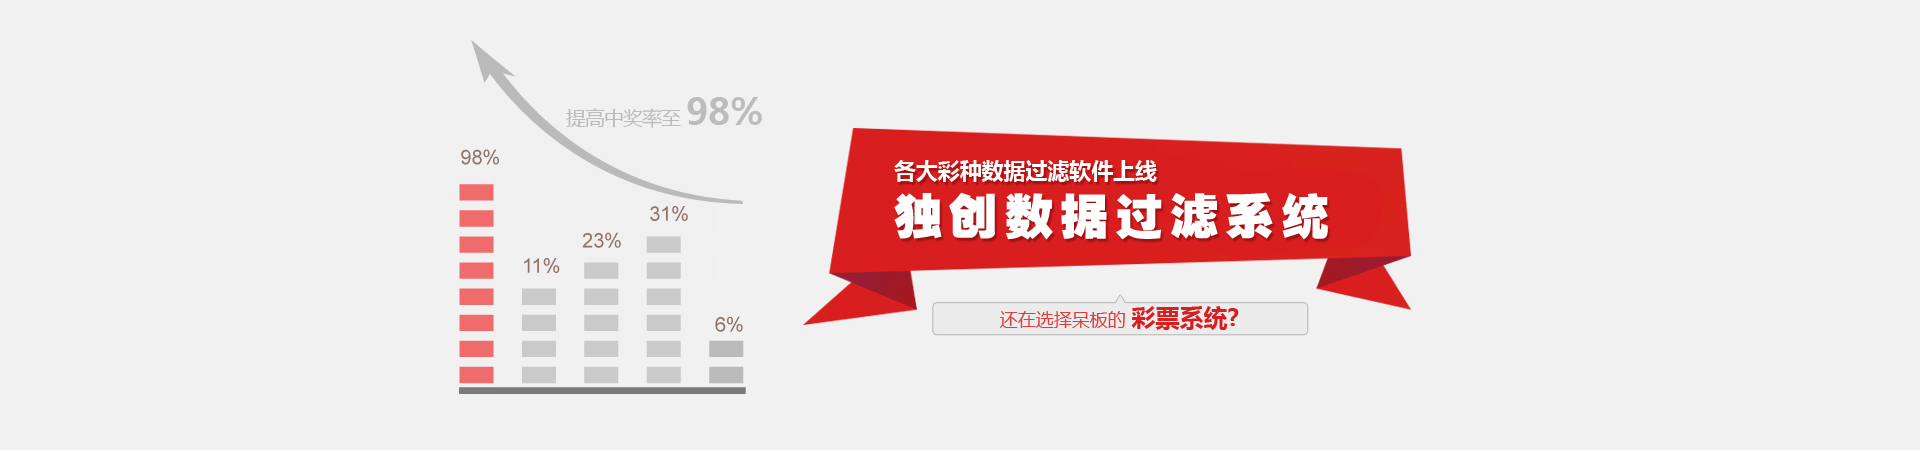 提高中奖率至 98%
98%
11%
23%
31%
6%
各大彩种数据过滤软件上线
独创数据过滤系统
还在选择呆板的 彩票系统?